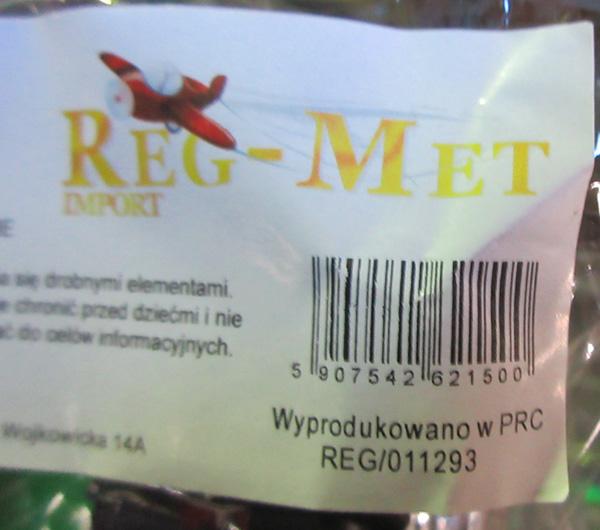 REG-MET
IMPORT
IE
się drobnymi elementami.
chronić przed dziećmi i nie
do celów informacyjnych.
Wojkowicka 14A
5 907542 621500
Wyprodukowano w PRC
REG/011293